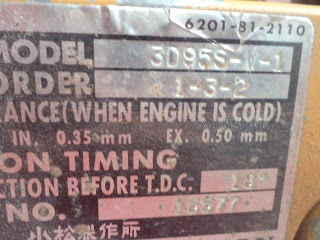 6201-81-2110
MODEL 3D95S-W-1
ORDER 1-3-2
ANCE(WHEN ENGINE IS COLD)
IN. 0.35 mm EX. 0.50 mm
ON TIMING
CTION BEFORE T.D.C. 18°
NO.
小松製作所